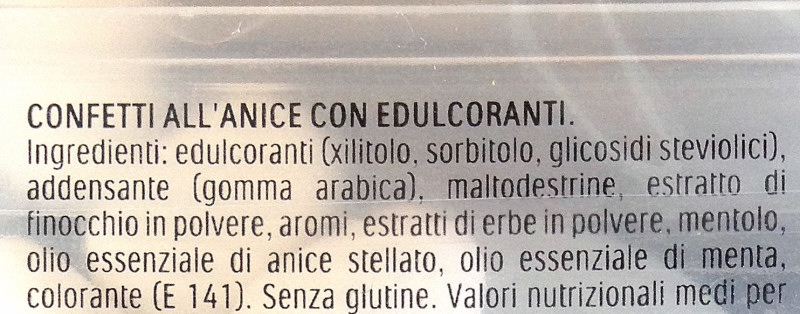 CONFETTI ALL'ANICE CON EDULCORANTI.
Ingredienti: edulcoranti (xilitolo, sorbitolo, glicosidi steviolici),
addensante (gomma arabica), maltodestrine, estratto di
finocchio in polvere, aromi, estratti di erbe in polvere, mentolo,
olio essenziale di anice stellato, olio essenziale di menta,
colorante (E 141). Senza glutine. Valori nutrizionali medi per